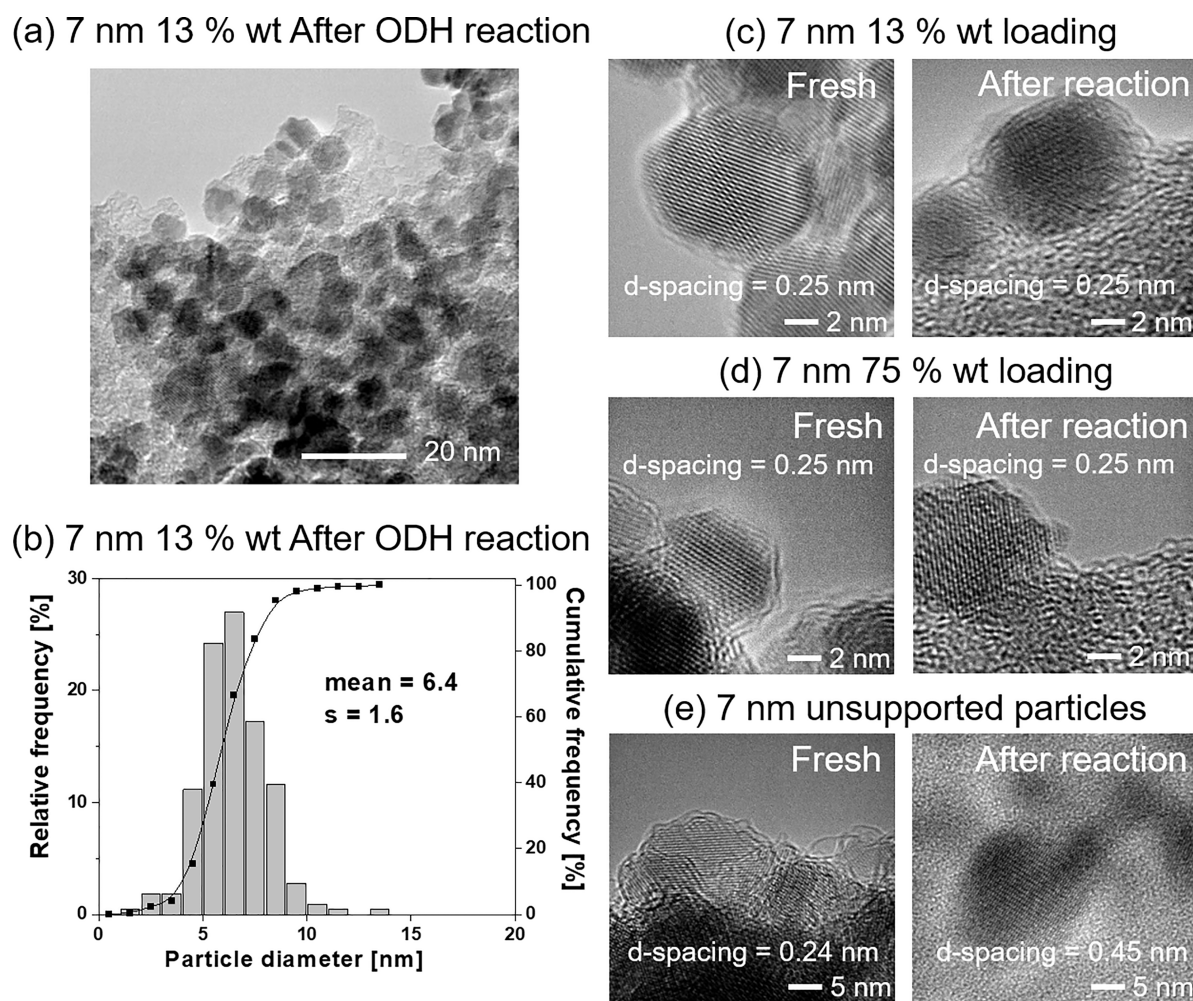 (a) 7 nm 13 % wt After ODH reaction
20 nm
(b) 7 nm 13 % wt After ODH reaction
30
20
10
0
Relative frequency [%]
mean = 6.4
s = 1.6
100
80
60
40
20
0
Cumulative frequency [%]
0 5 10 15 20
Particle diameter [nm]
(c) 7 nm 13 % wt loading
Fresh
d-spacing = 0.25 nm
2 nm
After reaction
d-spacing = 0.25 nm
2 nm
(d) 7 nm 75 % wt loading
Fresh
d-spacing = 0.25 nm
2 nm
After reaction
d-spacing = 0.25 nm
2 nm
(e) 7 nm unsupported particles
Fresh
d-spacing = 0.24 nm
5 nm
After reaction
d-spacing = 0.45 nm
5 nm